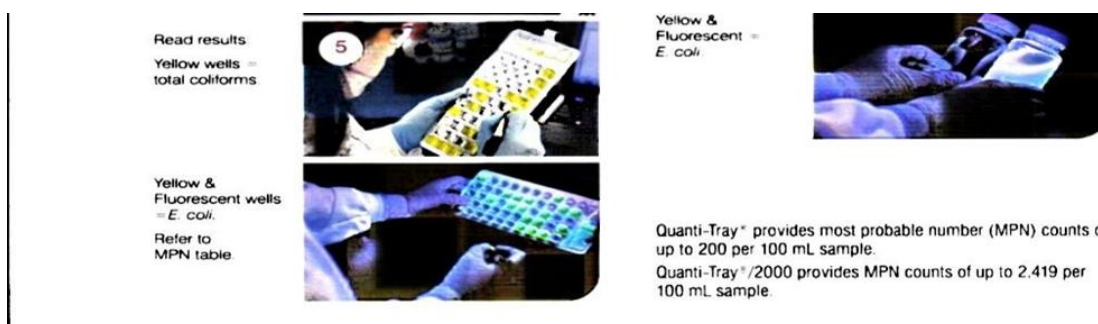 Read results
Yellow wells =
total coliforms.
5
Yellow &
Fluorescent wells
= E. coli.
Refer to
MPN table.
Yellow &
Fluorescent =
E. coli.
Quanti-Tray® provides most probable number (MPN) counts
up to 200 per 100 mL sample.
Quanti-Tray®/2000 provides MPN counts of up to 2,419 per
100 mL sample.